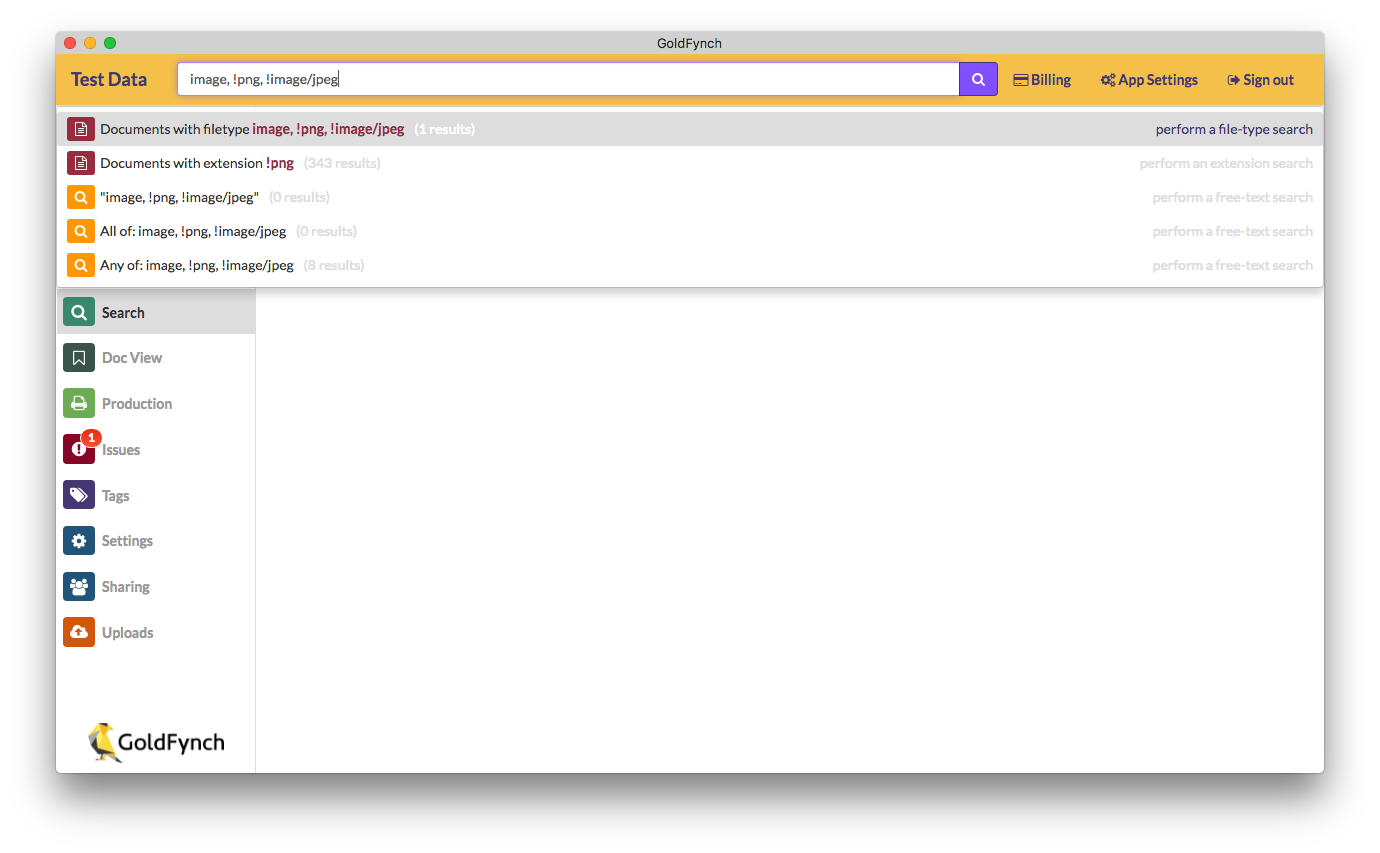 GoldFynch
Test Data image, !png, !image/jpeg Billing App Settings Sign out
Documents with filetype image, !png, !image/jpeg (1 results) perform a file-type search
Documents with extension !png (343 results) perform an extension search
"image, !png, !image/jpeg" (0 results) perform a free-text search
All of: image, !png, !image/jpeg (0 results) perform a free-text search
Any of: image, !png, !image/jpeg (8 results) perform a free-text search
Search
Doc View
Production
1
Issues
Tags
Settings
Sharing
Uploads
GoldFynch